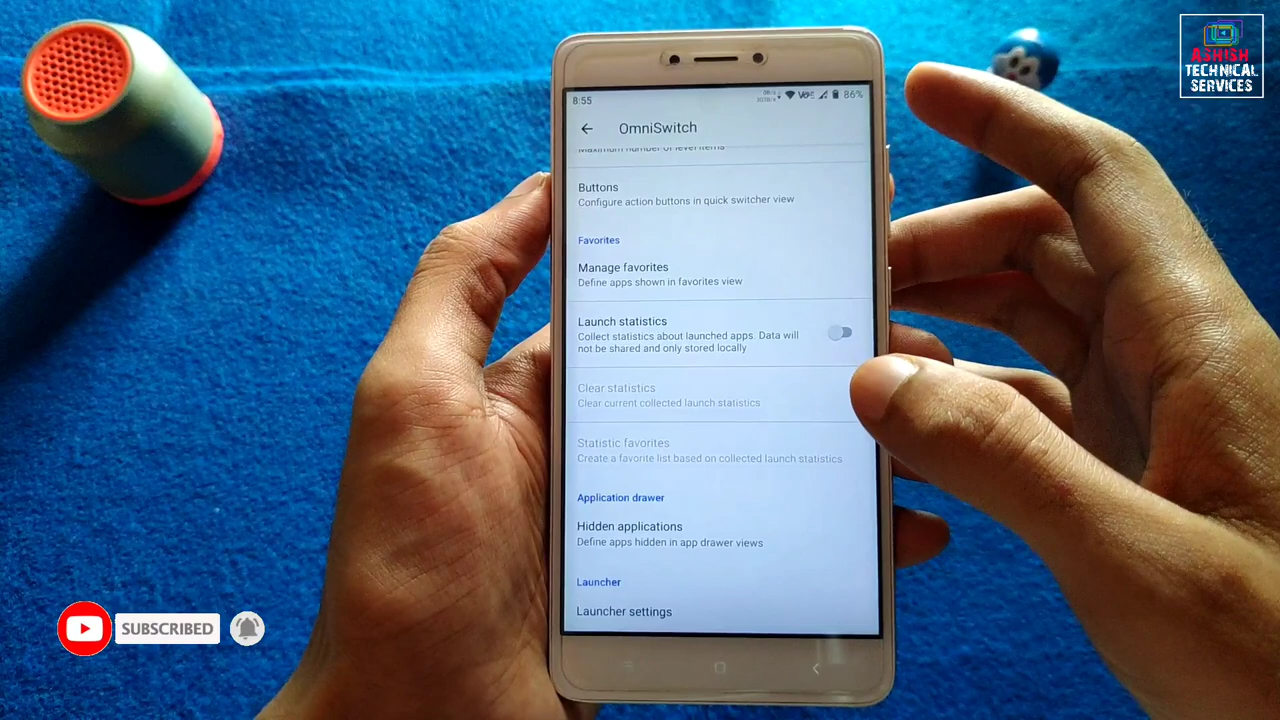 ASHISH
TECHNICAL
SERVICES
8:55
86%
OmniSwitch
Maximum number of level items
Buttons
Configure action buttons in quick switcher view
Favorites
Manage favorites
Define apps shown in favorites view
Launch statistics
Collect statistics about launched apps. Data will
not be shared and only stored locally
Clear statistics
Clear current collected launch statistics
Statistic favorites
Create a favorite list based on collected launch statistics
Application drawer
Hidden applications
Define apps hidden in app drawer views
Launcher
Launcher settings
SUBSCRIBED